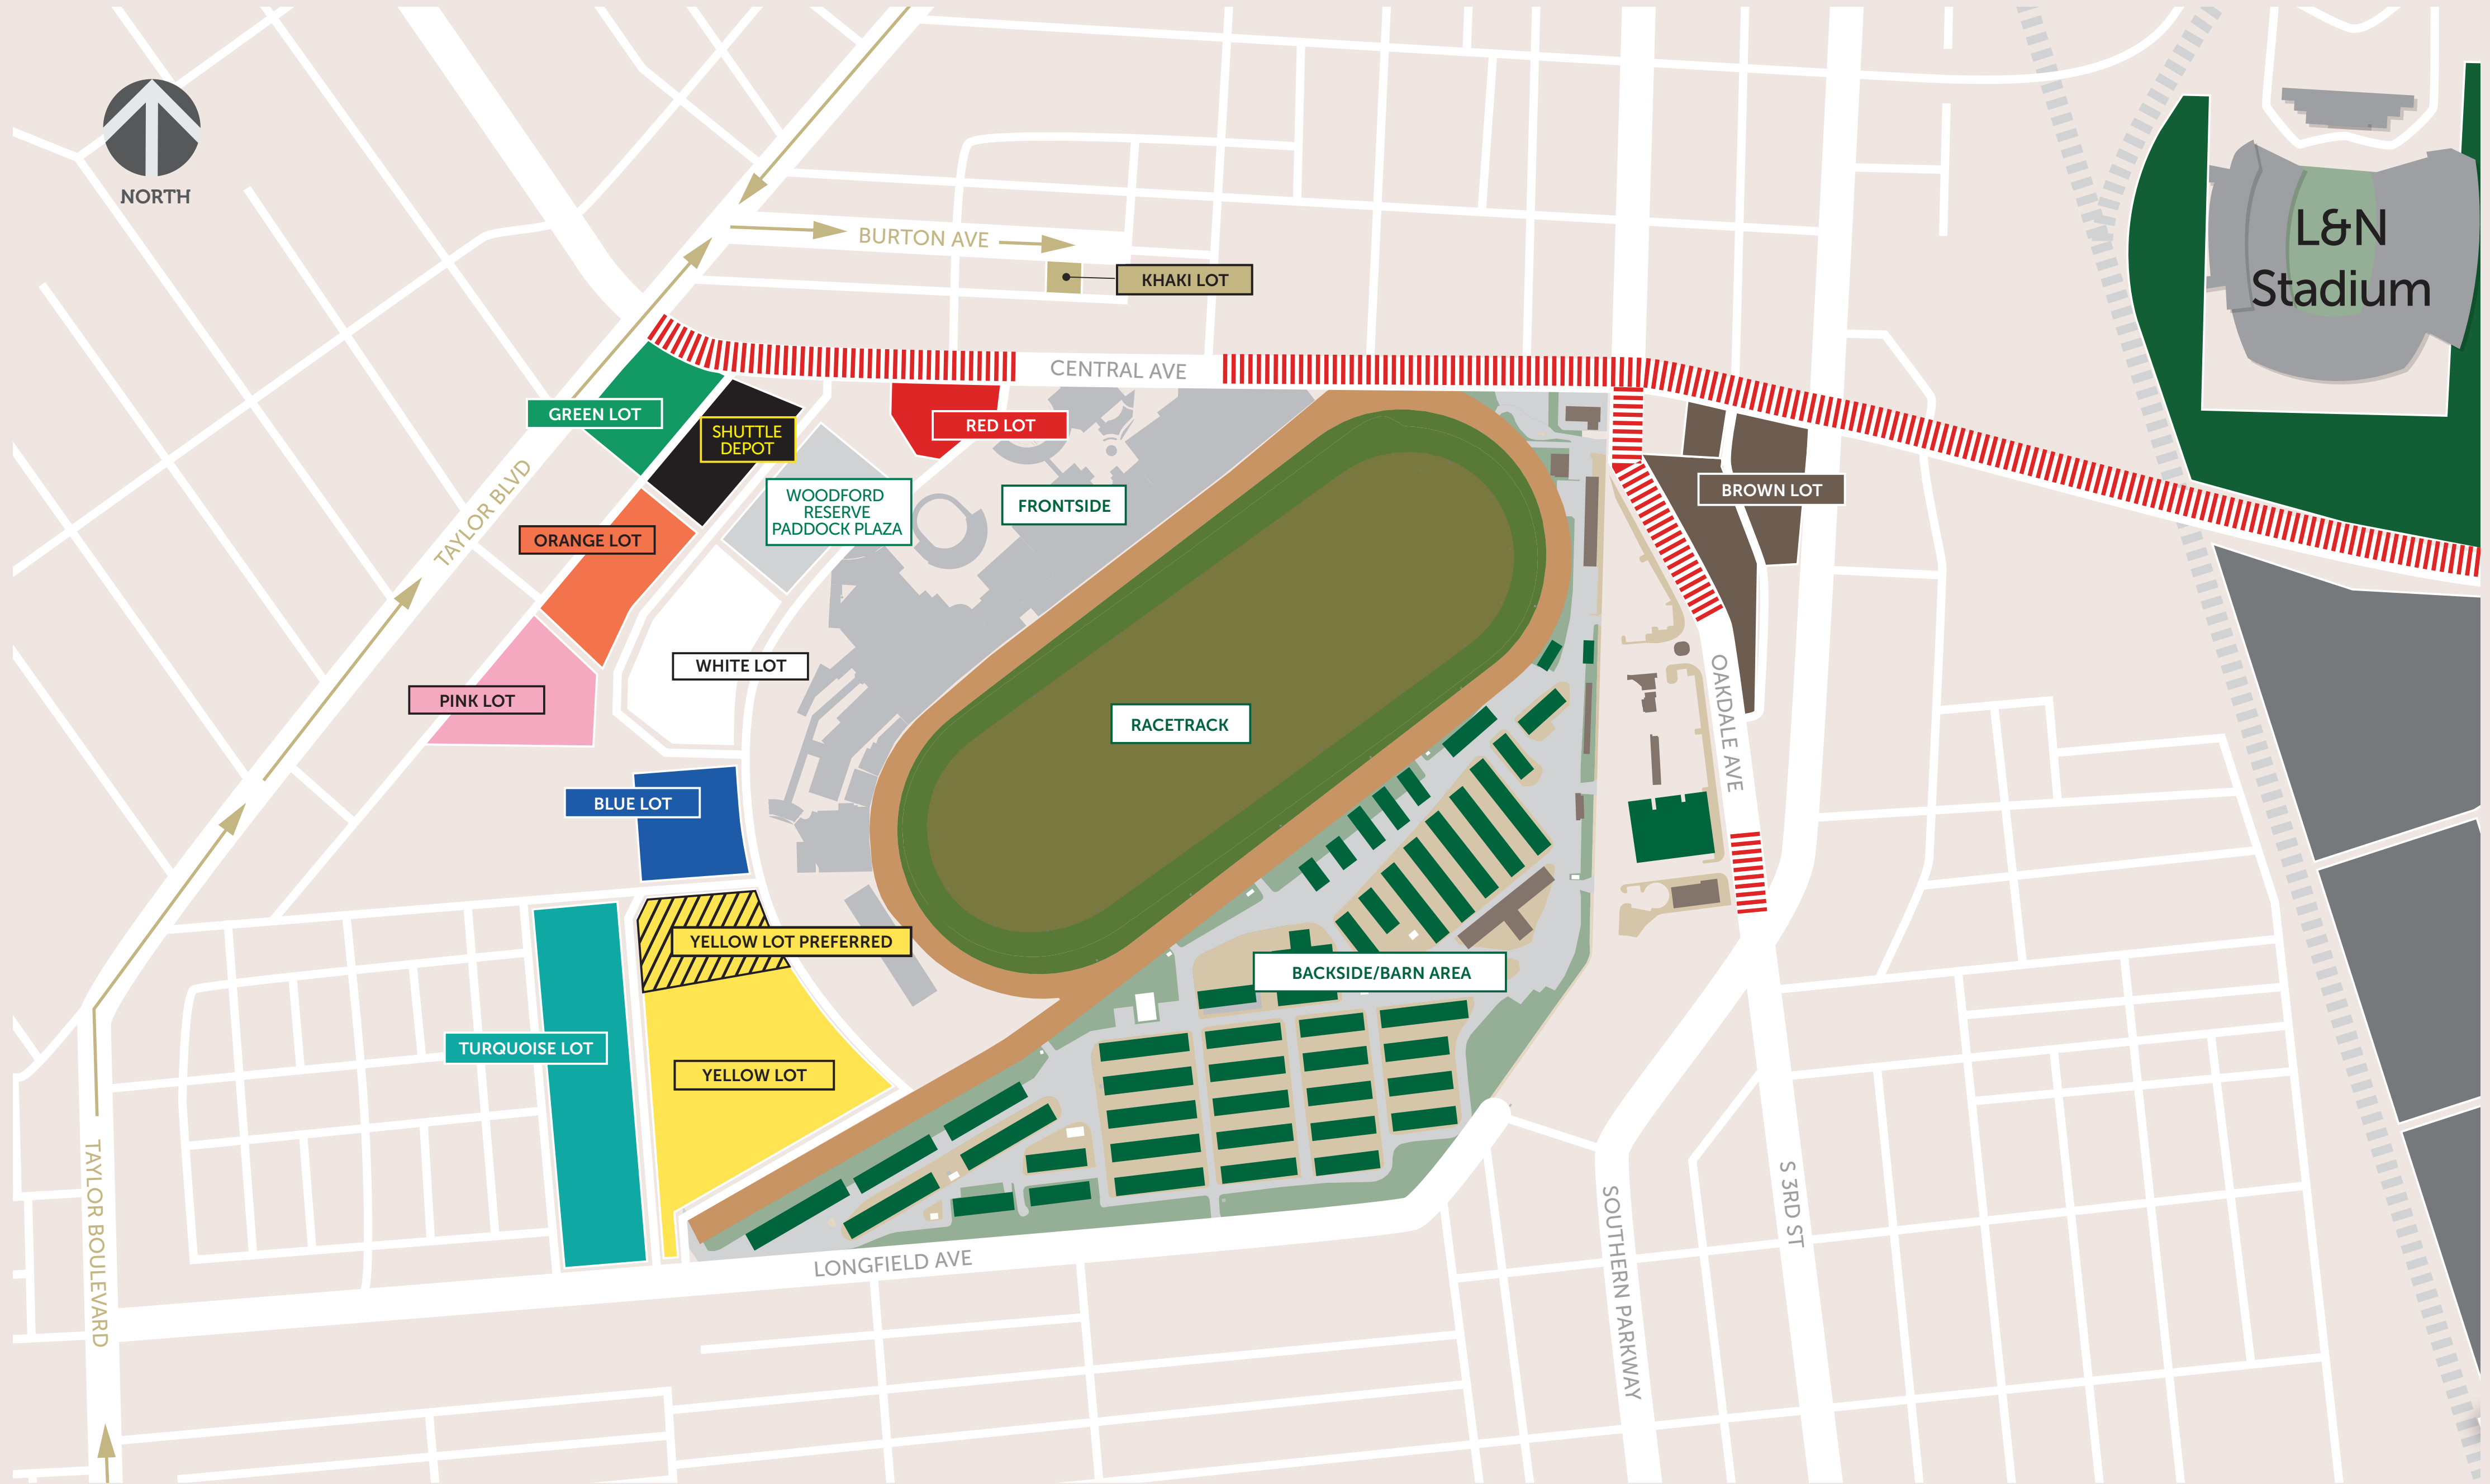 NORTH
L&N
Stadium
BURTON AVE
KHAKI LOT
CENTRAL AVE
GREEN LOT
SHUTTLE
DEPOT
RED LOT
TAYLOR BLVD
WOODFORD
RESERVE
PADDOCK PLAZA
FRONTSIDE
BROWN LOT
ORANGE LOT
WHITE LOT
PINK LOT
RACETRACK
OAKDALE AVE
BLUE LOT
YELLOW LOT PREFERRED
BACKSIDE/BARN AREA
TURQUOISE LOT
YELLOW LOT
TAYLOR BOULEVARD
LONGFIELD AVE
SOUTHERN PARKWAY
S 3RD ST